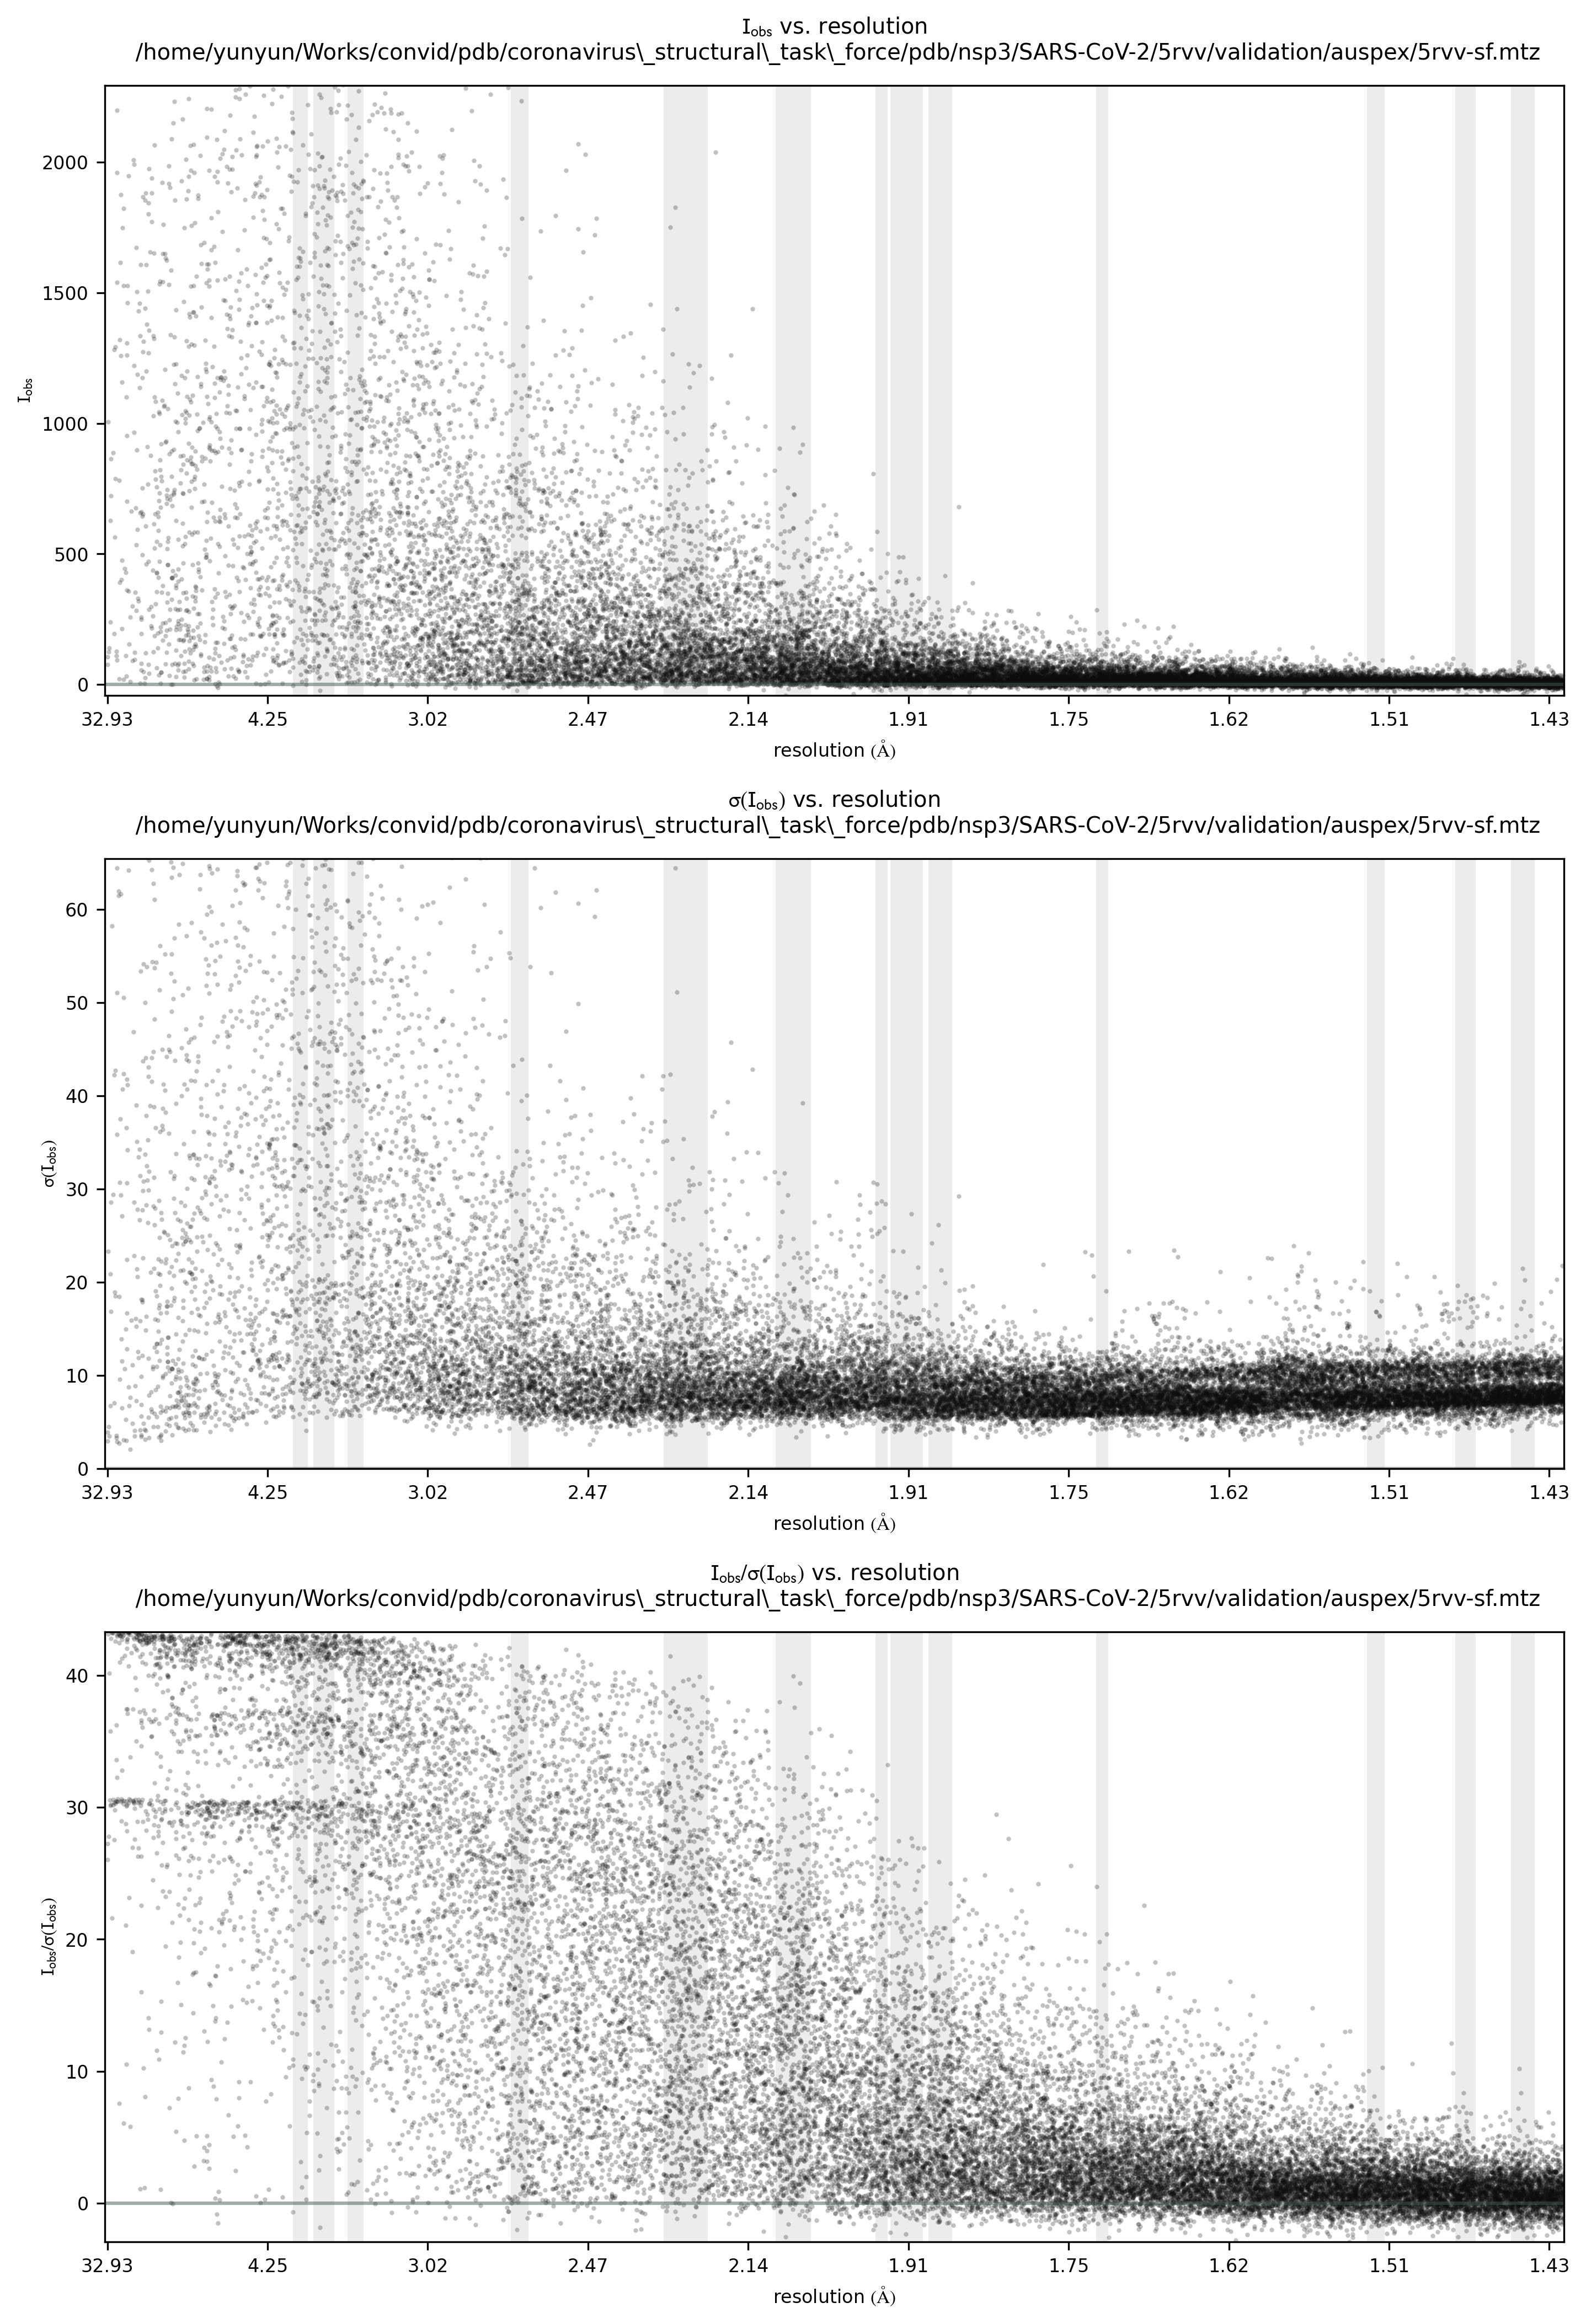 I_obs vs. resolution
/home/yunyun/Works/convid/pdb/coronavirus\_structural\_task\_force/pdb/nsp3/SARS-CoV-2/5rvv/validation/auspex/5rvv-sf.mtz
2000
1500
1000
500
0
I_obs
32.93 4.25 3.02 2.47 2.14 1.91 1.75 1.62 1.51 1.43
resolution (Å)
σ(I_obs) vs. resolution
/home/yunyun/Works/convid/pdb/coronavirus\_structural\_task\_force/pdb/nsp3/SARS-CoV-2/5rvv/validation/auspex/5rvv-sf.mtz
60
50
40
30
20
10
0
σ(I_obs)
32.93 4.25 3.02 2.47 2.14 1.91 1.75 1.62 1.51 1.43
resolution (Å)
I_obs/σ(I_obs) vs. resolution
/home/yunyun/Works/convid/pdb/coronavirus\_structural\_task\_force/pdb/nsp3/SARS-CoV-2/5rvv/validation/auspex/5rvv-sf.mtz
40
30
20
10
0
I_obs/σ(I_obs)
32.93 4.25 3.02 2.47 2.14 1.91 1.75 1.62 1.51 1.43
resolution (Å)